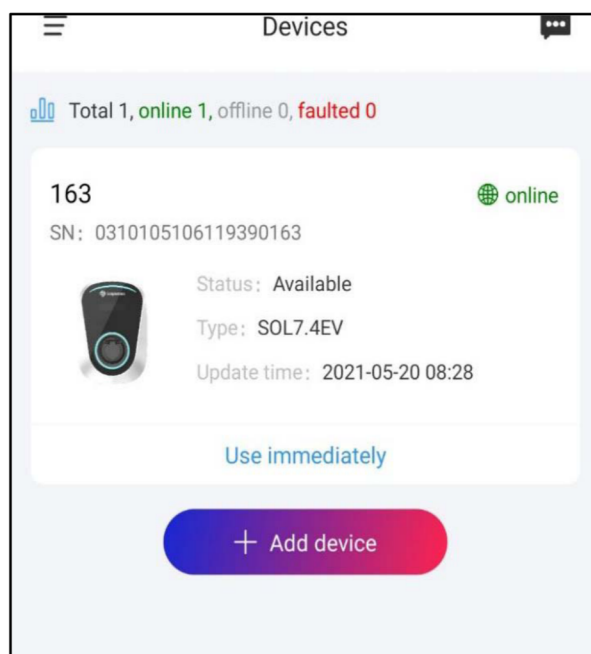 Devices
Total 1, online 1, offline 0, faulted 0
163
online
SN: 0310105106119390163
Status: Available
Type: SOL7.4EV
Update time: 2021-05-20 08:28
Use immediately
+ Add device